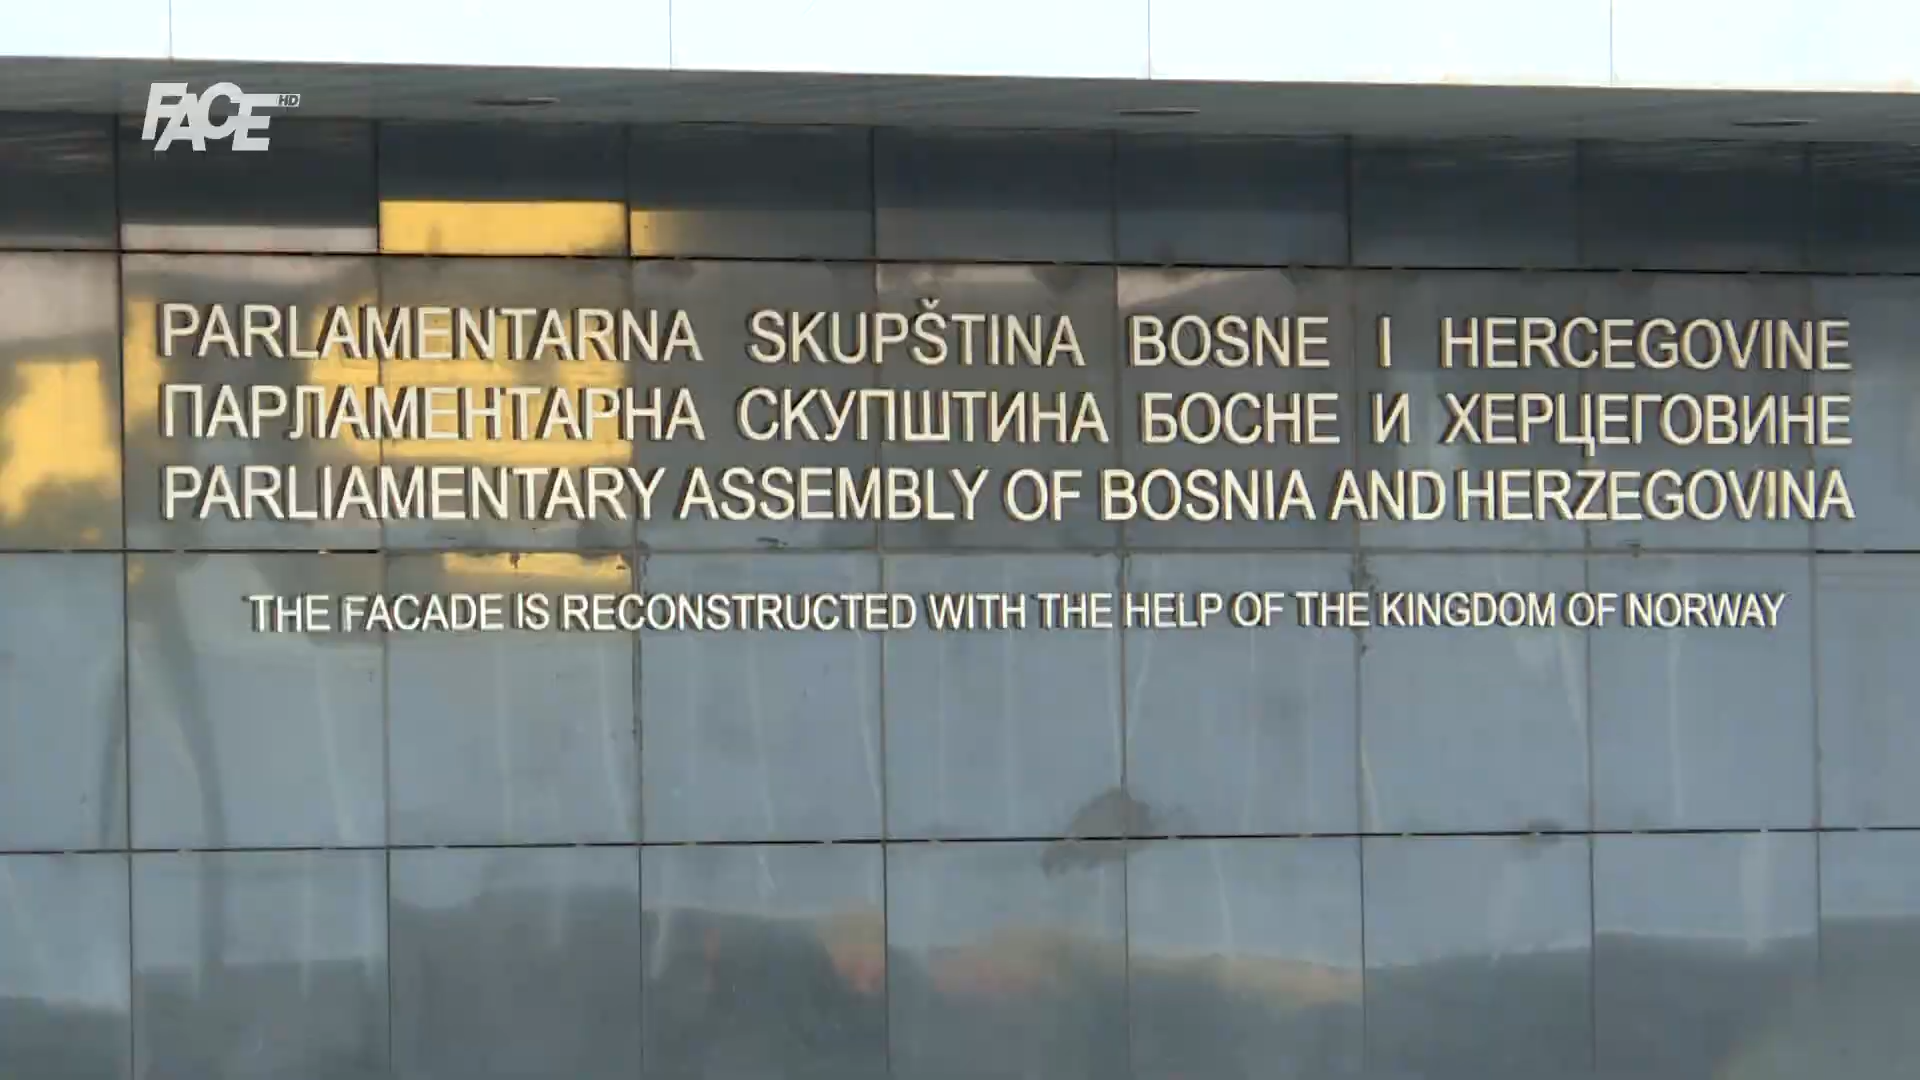 FACE HD
PARLAMENTARNA SKUPŠTINA BOSNE I HERCEGOVINE
ПАРЛАМЕНТАРНА СКУПШТИНА БОСНЕ И ХЕРЦЕГОВИНЕ
PARLIAMENTARY ASSEMBLY OF BOSNIA AND HERZEGOVINA
THE FACADE IS RECONSTRUCTED WITH THE HELP OF THE KINGDOM OF NORWAY